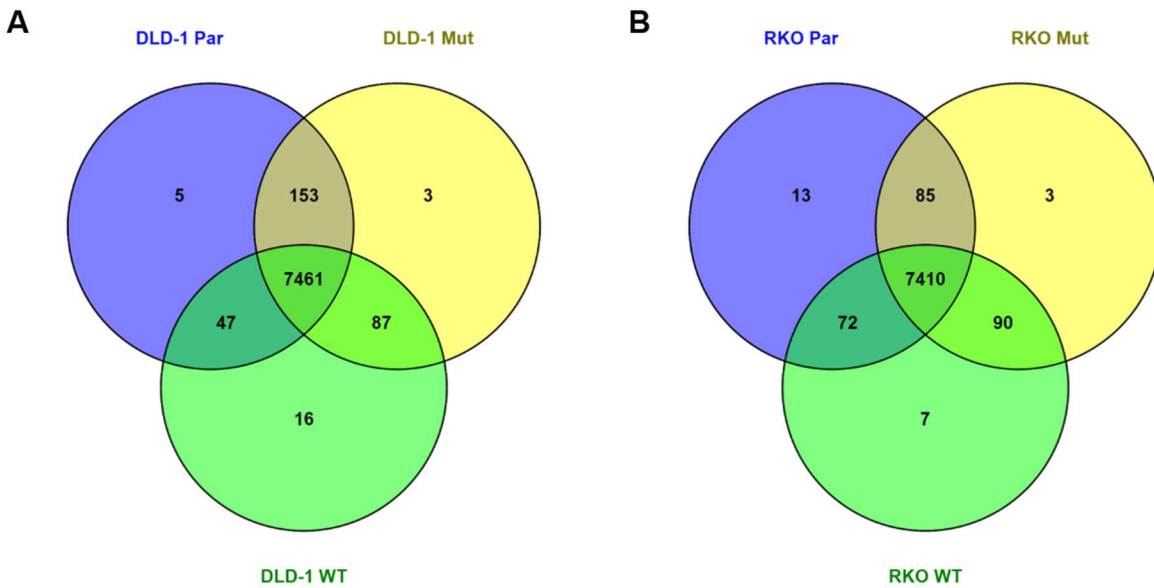 A
B
DLD-1 Par
DLD-1 Mut
RKO Par
RKO Mut
5
153
3
13
85
3
7461
7410
47
87
72
90
16
7
DLD-1 WT
RKO WT